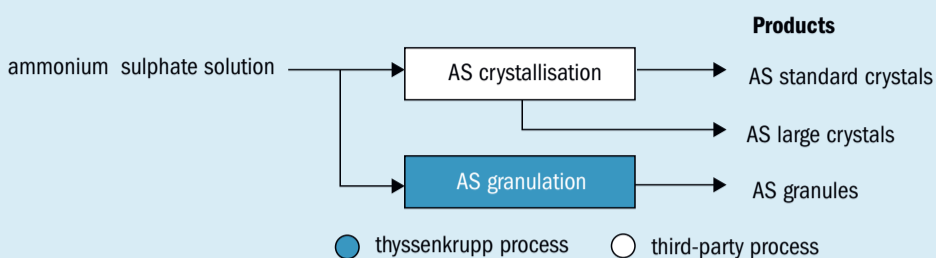 Products
ammonium sulphate solution
AS crystallisation
AS standard crystals
AS large crystals
AS granulation
AS granules
thyssenkrupp process
third-party process